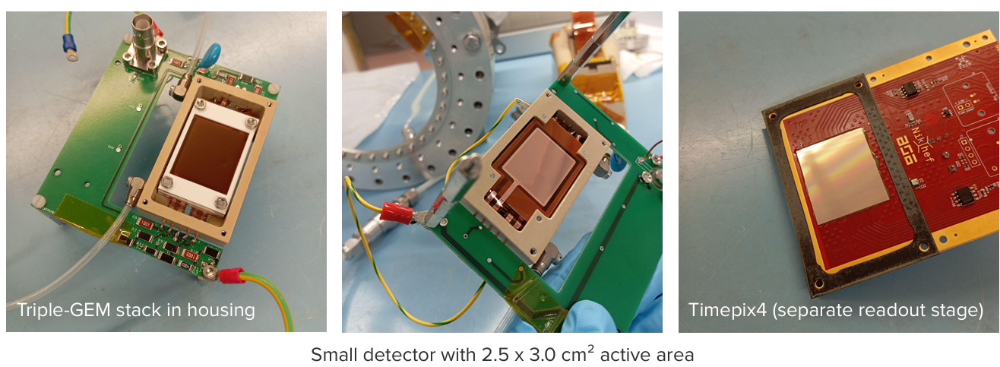 Triple-GEM stack in housing
Timepix4 (separate readout stage)
Nikhef
Small detector with 2.5 x 3.0 cm² active area